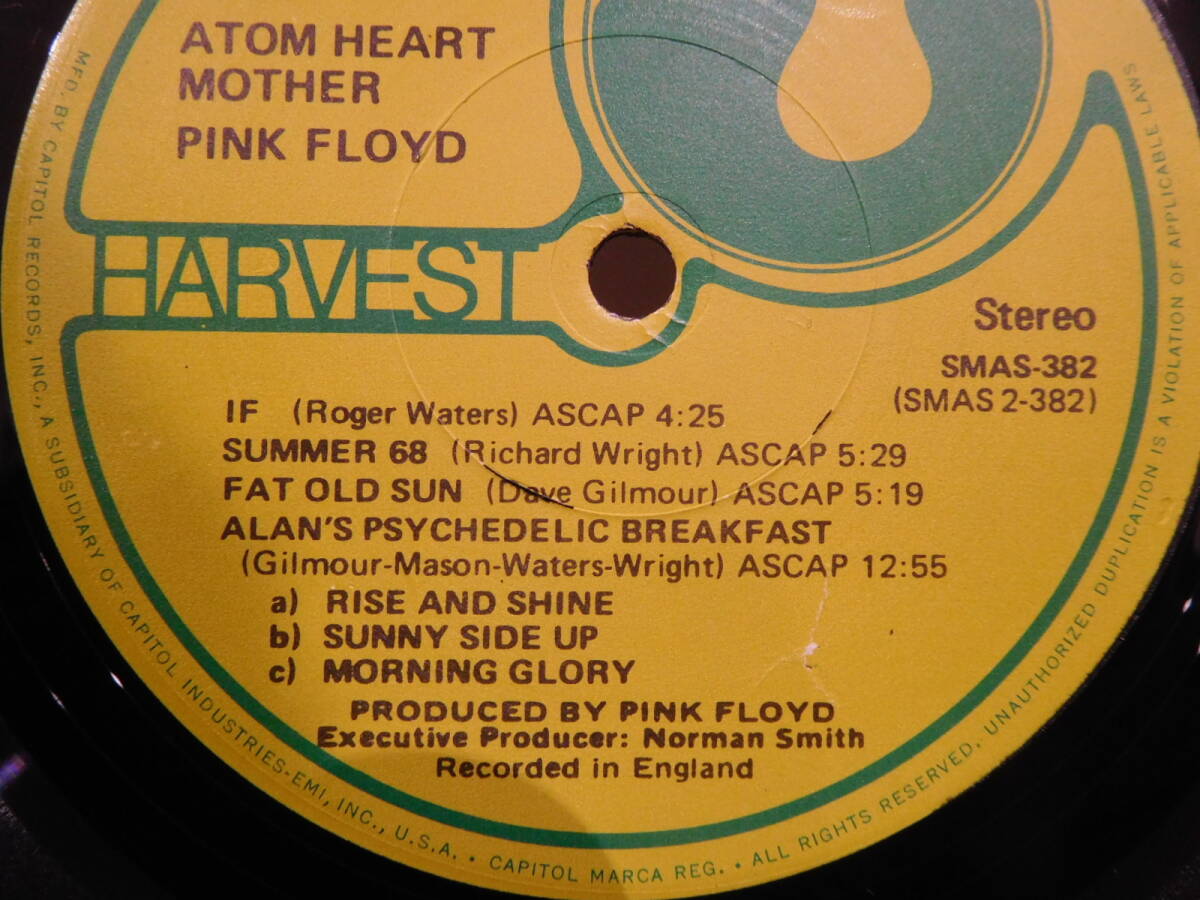 ATOM HEART
MOTHER
PINK FLOYD
HARVEST
Stereo
SMAS-382
(SMAS 2-382)
IF (Roger Waters) ASCAP 4:25
SUMMER 68 (Richard Wright) ASCAP 5:29
FAT OLD SUN (Dave Gilmour) ASCAP 5:19
ALAN'S PSYCHEDELIC BREAKFAST
(Gilmour-Mason-Waters-Wright) ASCAP 12:55
a) RISE AND SHINE
b) SUNNY SIDE UP
c) MORNING GLORY
PRODUCED BY PINK FLOYD
Executive Producer: Norman Smith
Recorded in England
MFD. BY CAPITOL RECORDS, INC., A SUBSIDIARY OF CAPITOL INDUSTRIES-EMI, INC., U.S.A. • CAPITOL MARCA REG. • ALL RIGHTS RESERVED. UNAUTHORIZED DUPLICATION IS A VIOLATION OF APPLICABLE LAWS